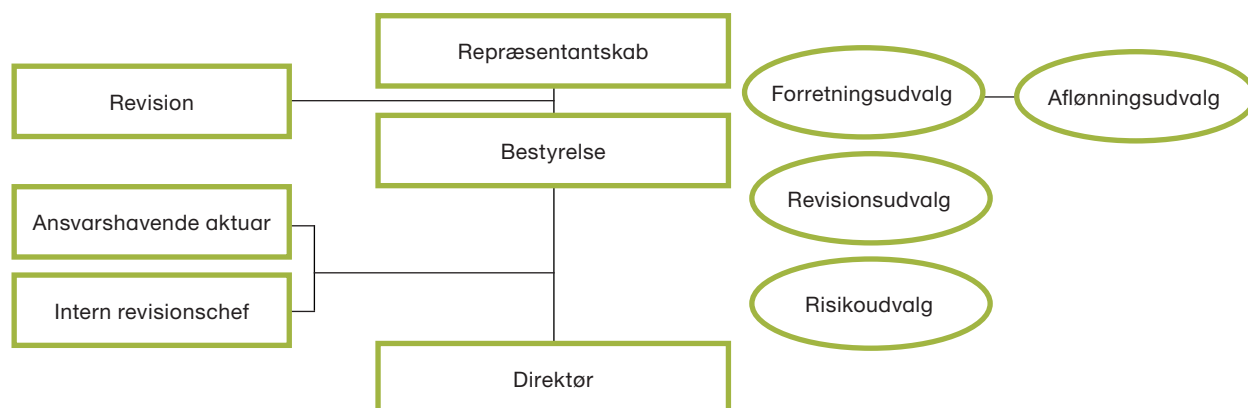 Repræsentantskab
Revision
Forretningsudvalg
Aflønningsudvalg
Bestyrelse
Revisionsudvalg
Ansvarshavende aktuar
Intern revisionschef
Risikoudvalg
Direktør